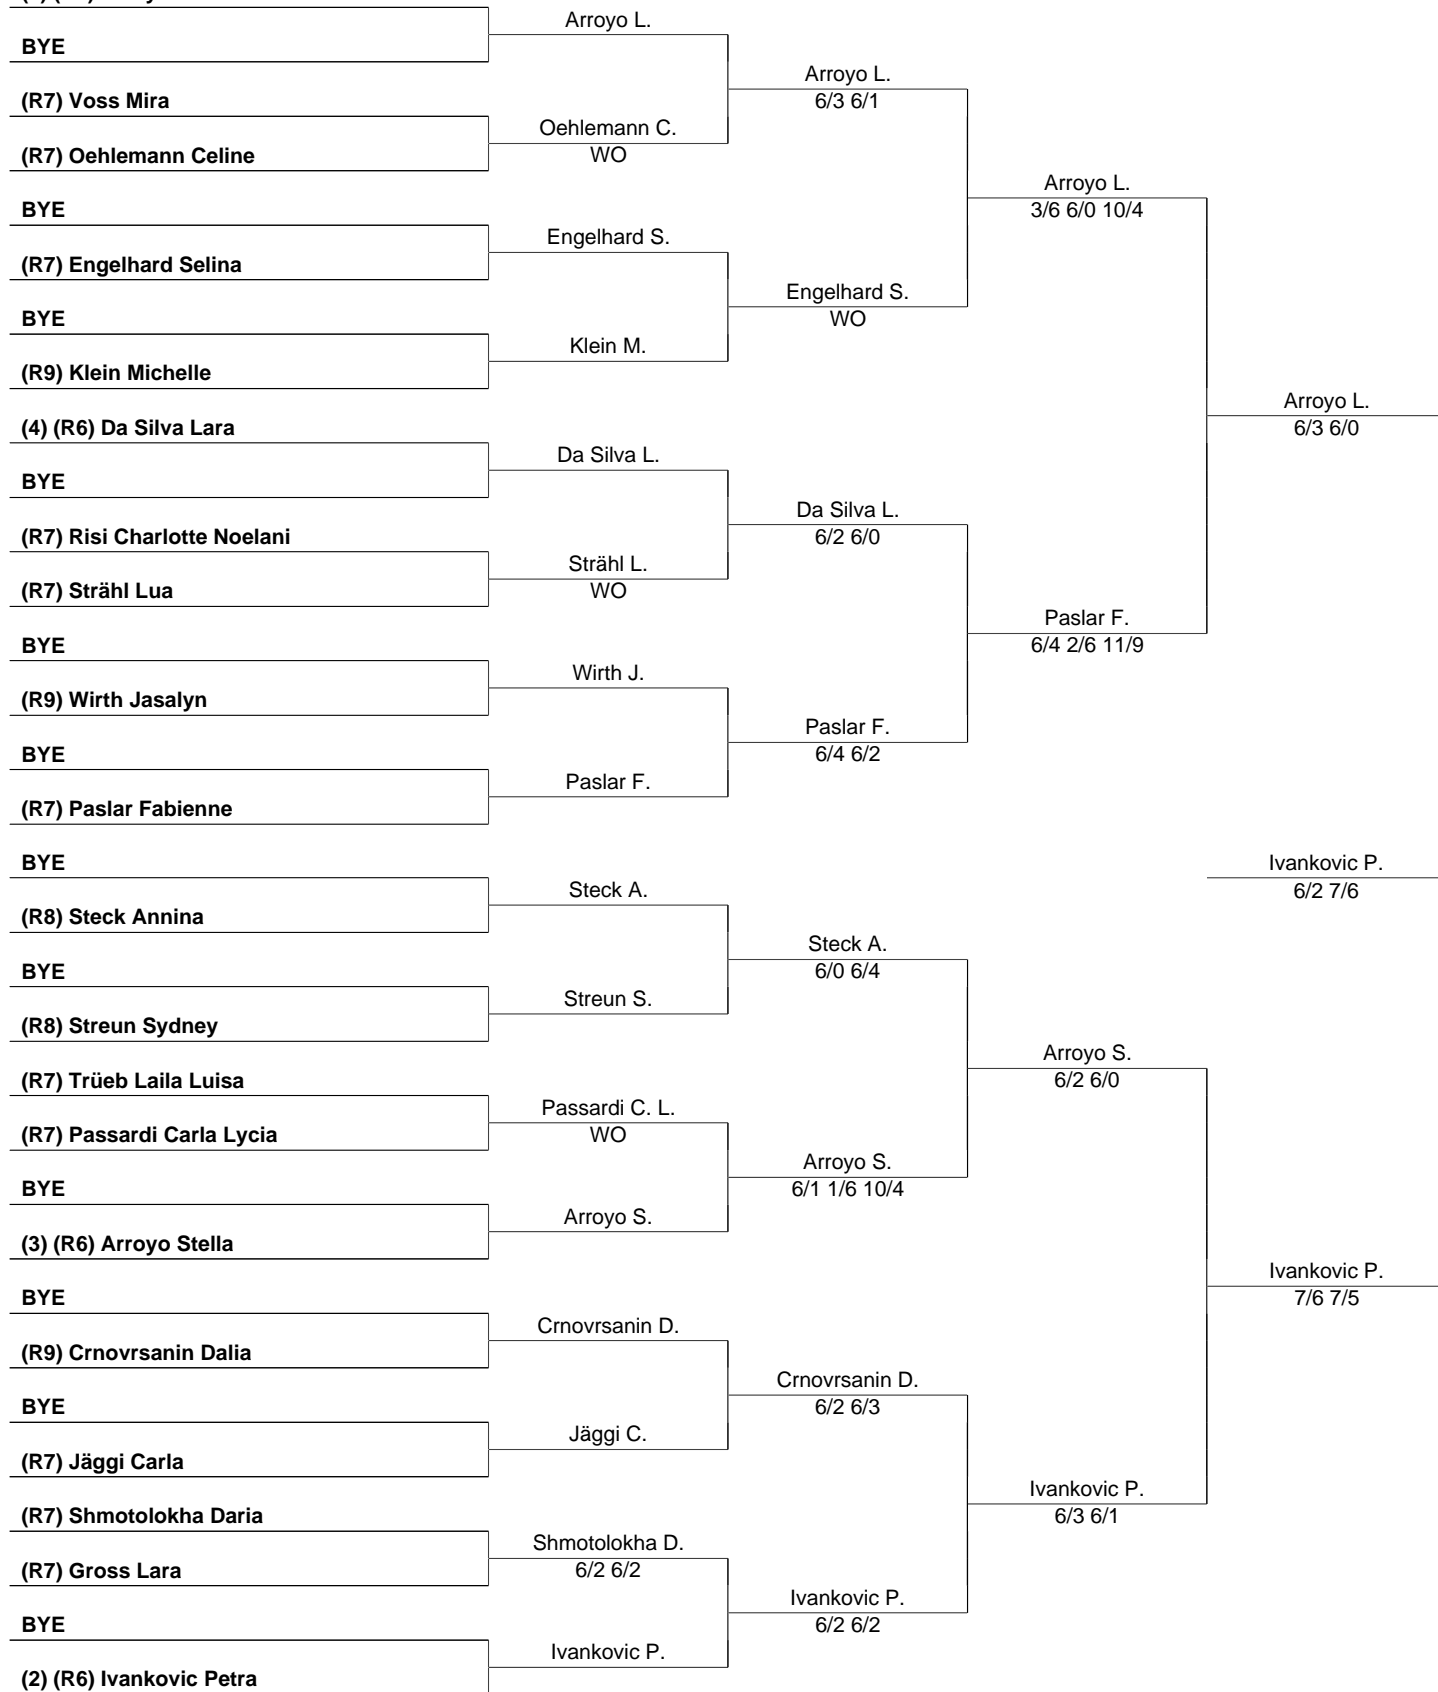 BYE
(R7) Voss Mira
(R7) Oehlemann Celine
BYE
(R7) Engelhard Selina
BYE
(R9) Klein Michelle
(4) (R6) Da Silva Lara
BYE
(R7) Risi Charlotte Noelani
(R7) Strähl Lua
BYE
(R9) Wirth Jasalyn
BYE
(R7) Paslar Fabienne
BYE
(R8) Steck Annina
BYE
(R8) Streun Sydney
(R7) Trüeb Laila Luisa
(R7) Passardi Carla Lycia
BYE
(3) (R6) Arroyo Stella
BYE
(R9) Crnovrsanin Dalia
BYE
(R7) Jäggi Carla
(R7) Shmotolokha Daria
(R7) Gross Lara
BYE
(2) (R6) Ivankovic Petra
Arroyo L.
Oehlemann C.
WO
Engelhard S.
Klein M.
Da Silva L.
Strähl L.
WO
Wirth J.
Paslar F.
Steck A.
Streun S.
Passardi C. L.
WO
Arroyo S.
Crnovrsanin D.
Jäggi C.
Shmotolokha D.
6/2 6/2
Ivankovic P.
Arroyo L.
6/3 6/1
Engelhard S.
WO
Da Silva L.
6/2 6/0
Paslar F.
6/4 6/2
Steck A.
6/0 6/4
Arroyo S.
6/1 1/6 10/4
Crnovrsanin D.
6/2 6/3
Ivankovic P.
6/2 6/2
Arroyo L.
3/6 6/0 10/4
Paslar F.
6/4 2/6 11/9
Arroyo S.
6/2 6/0
Ivankovic P.
6/3 6/1
Arroyo L.
6/3 6/0
Ivankovic P.
6/2 7/6
Ivankovic P.
7/6 7/5